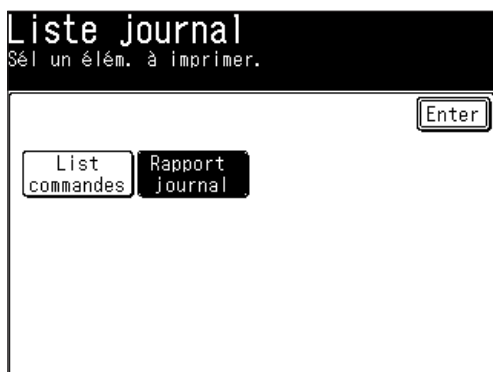 Liste journal
Sél un élém. à imprimer.
Enter
List
commandes
Rapport
journal